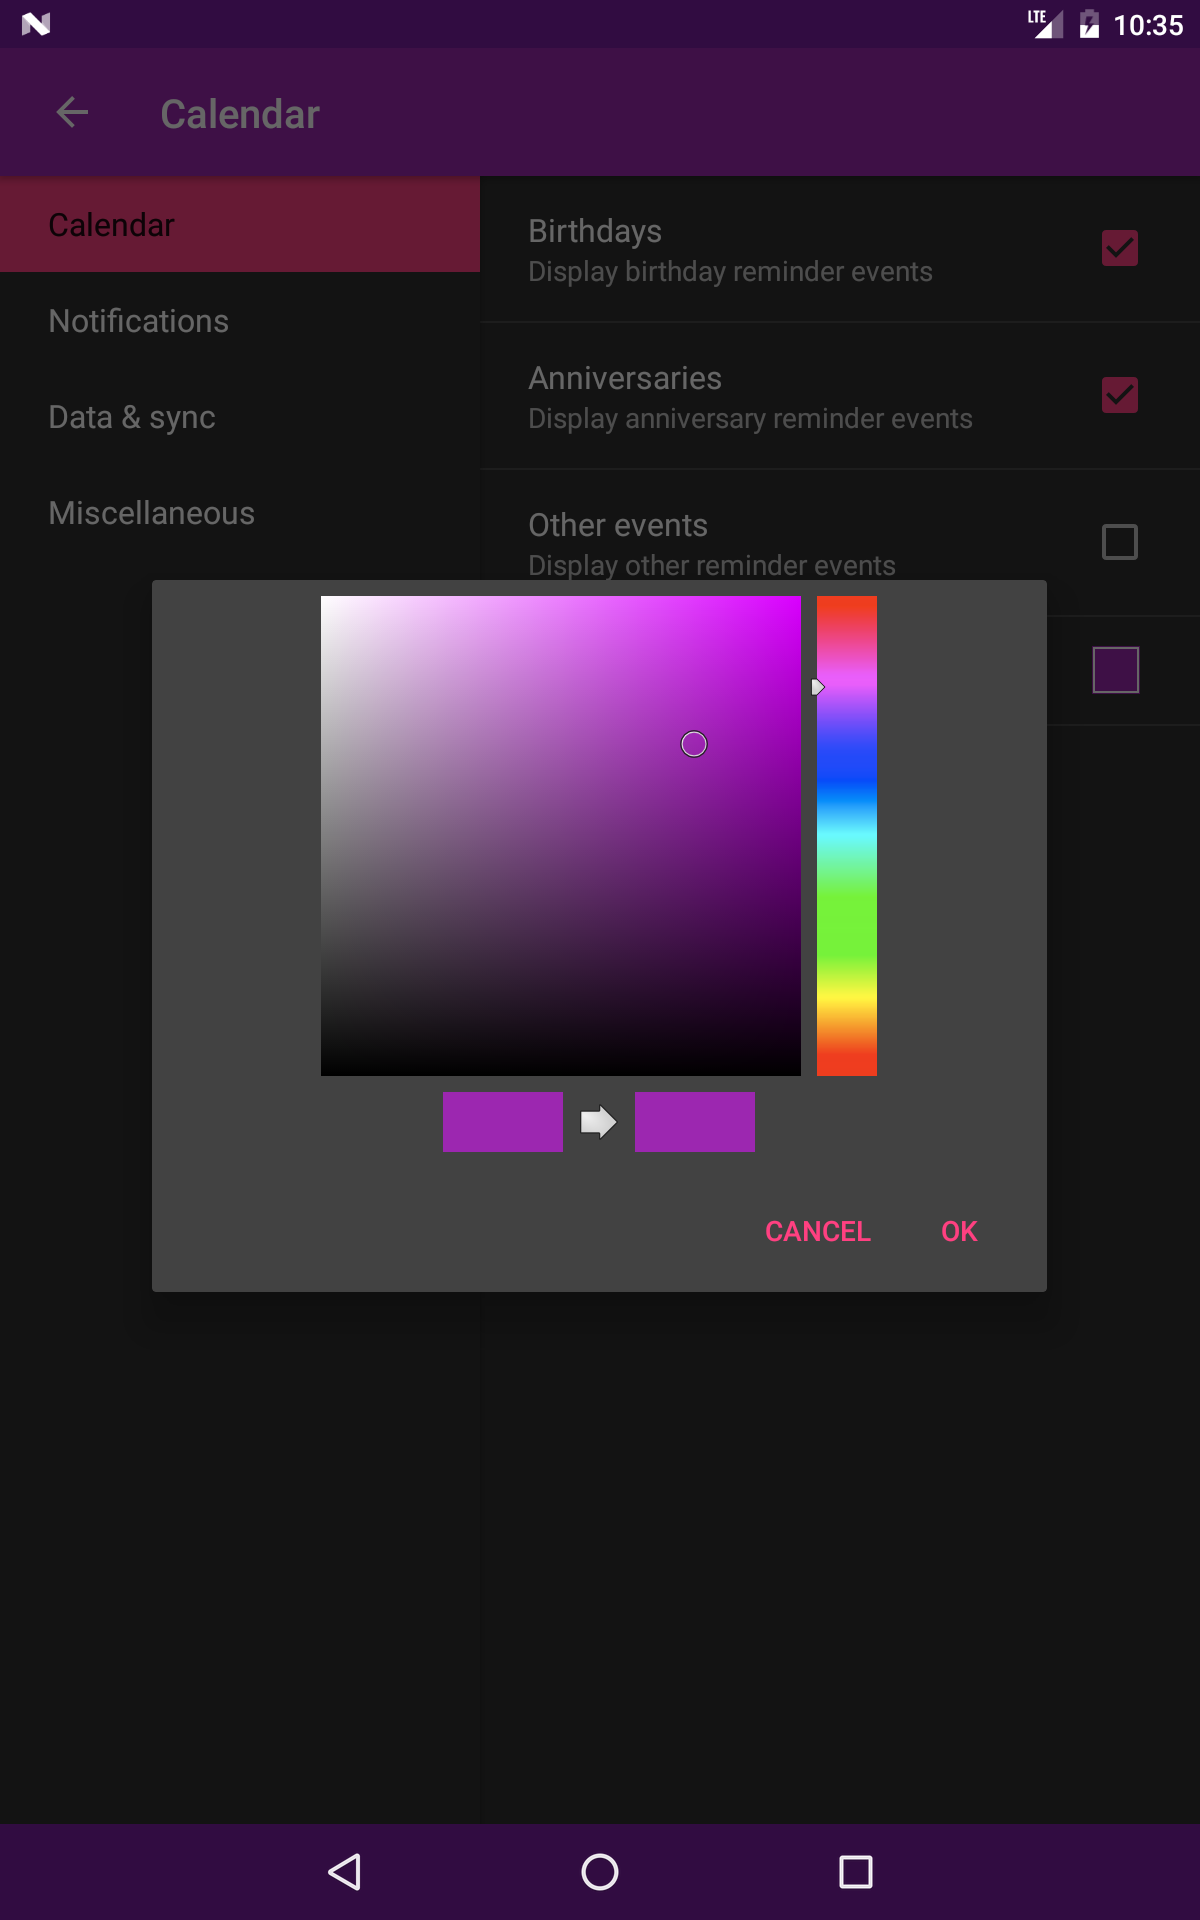 LTE 10:35
Calendar
Calendar
Notifications
Data & sync
Miscellaneous
Birthdays
Display birthday reminder events
Anniversaries
Display anniversary reminder events
Other events
Display other reminder events
CANCEL OK